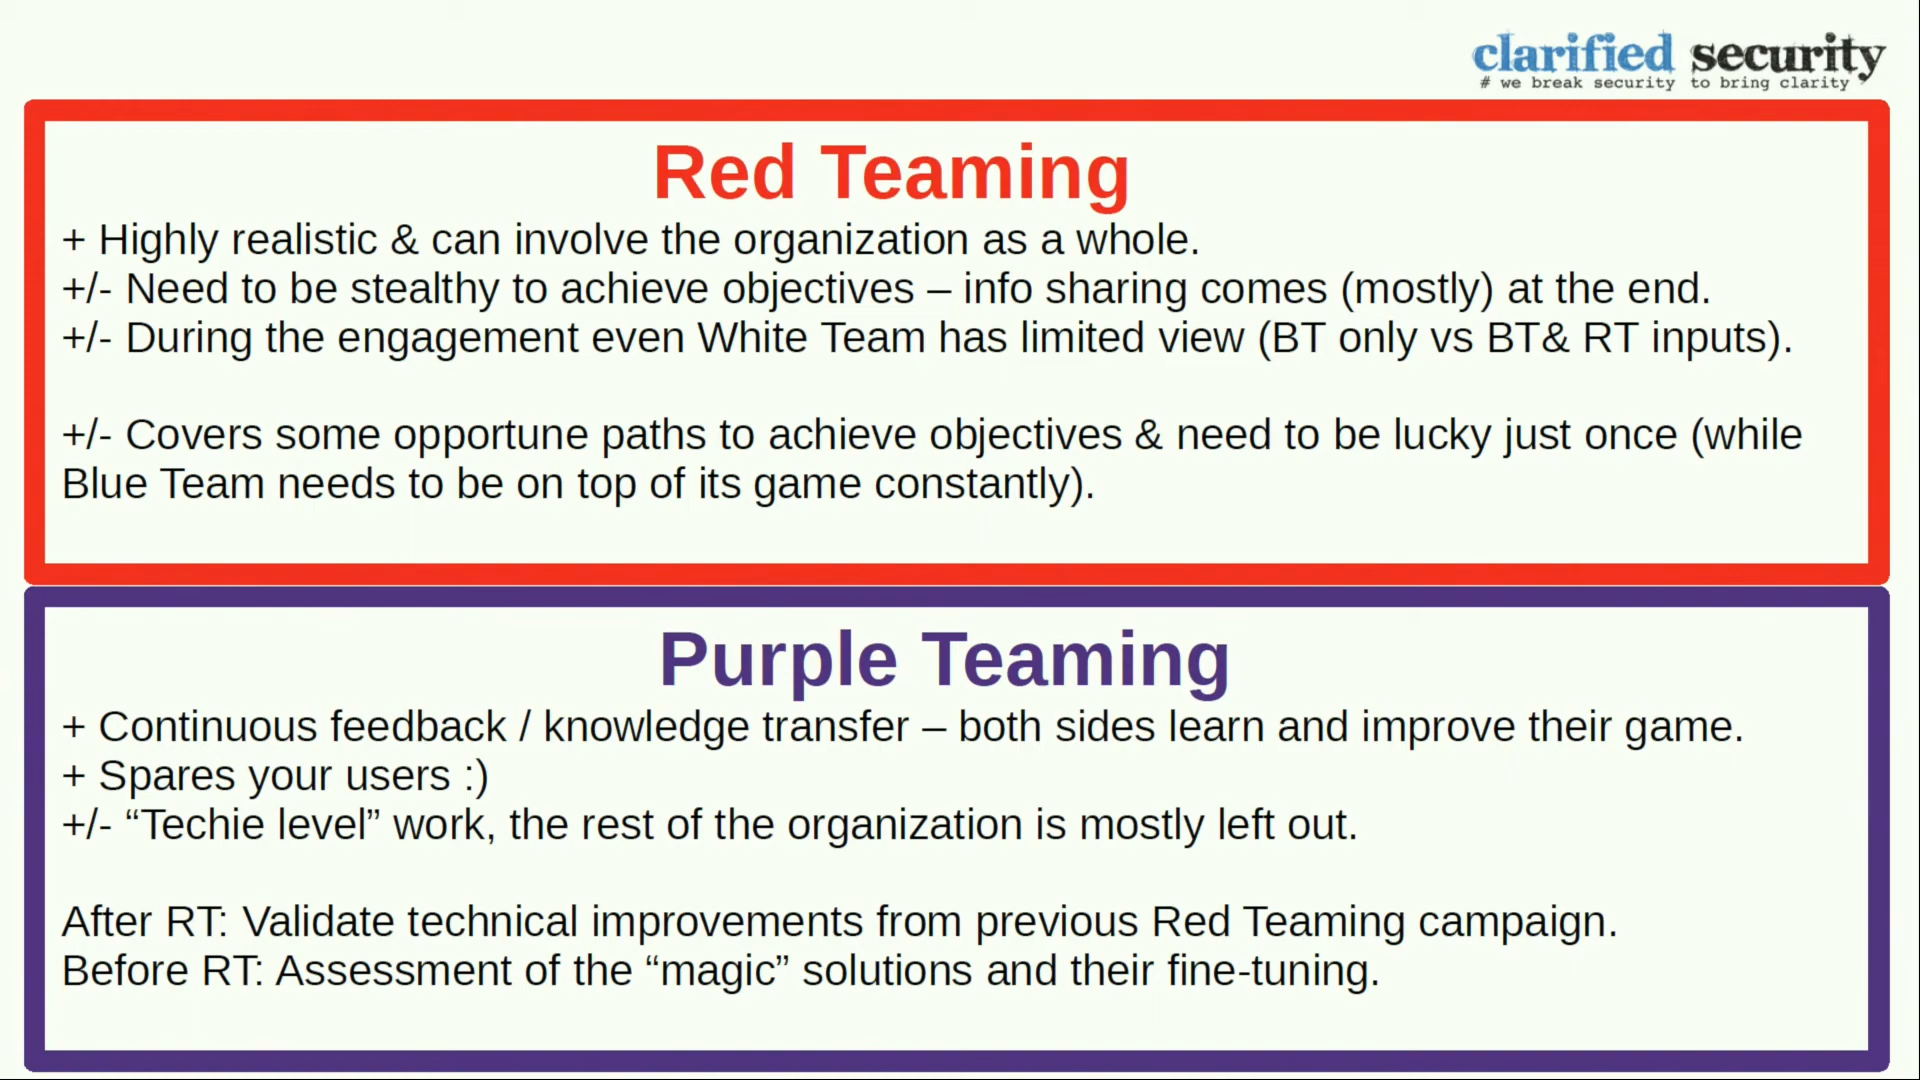 clarified security
# we break security to bring clarity
Red Teaming
+ Highly realistic & can involve the organization as a whole.
+/- Need to be stealthy to achieve objectives – info sharing comes (mostly) at the end.
+/- During the engagement even White Team has limited view (BT only vs BT& RT inputs).
+/- Covers some opportune paths to achieve objectives & need to be lucky just once (while
Blue Team needs to be on top of its game constantly).
Purple Teaming
+ Continuous feedback / knowledge transfer – both sides learn and improve their game.
+ Spares your users :)
+/- “Techie level” work, the rest of the organization is mostly left out.
After RT: Validate technical improvements from previous Red Teaming campaign.
Before RT: Assessment of the “magic” solutions and their fine-tuning.